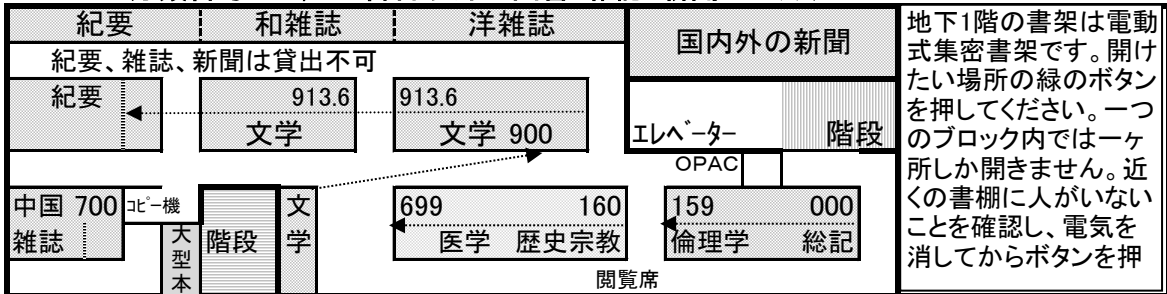 紀要 和雑誌 洋雑誌
国内外の新聞
紀要、雑誌、新聞は貸出不可
紀要
913.6
文学
913.6
文学 900
エレベーター 階段
OPAC
中国 700
雑誌
コピー機
大型本
階段
文学
699 160
医学 歴史宗教
159 000
倫理学 総記
閲覧席
地下1階の書架は電動
式集密書架です。開け
たい場所の緑のボタン
を押してください。一つ
のブロック内では一ヶ
所しか開きません。近
くの書棚に人がいない
ことを確認し、電気を
消してからボタンを押